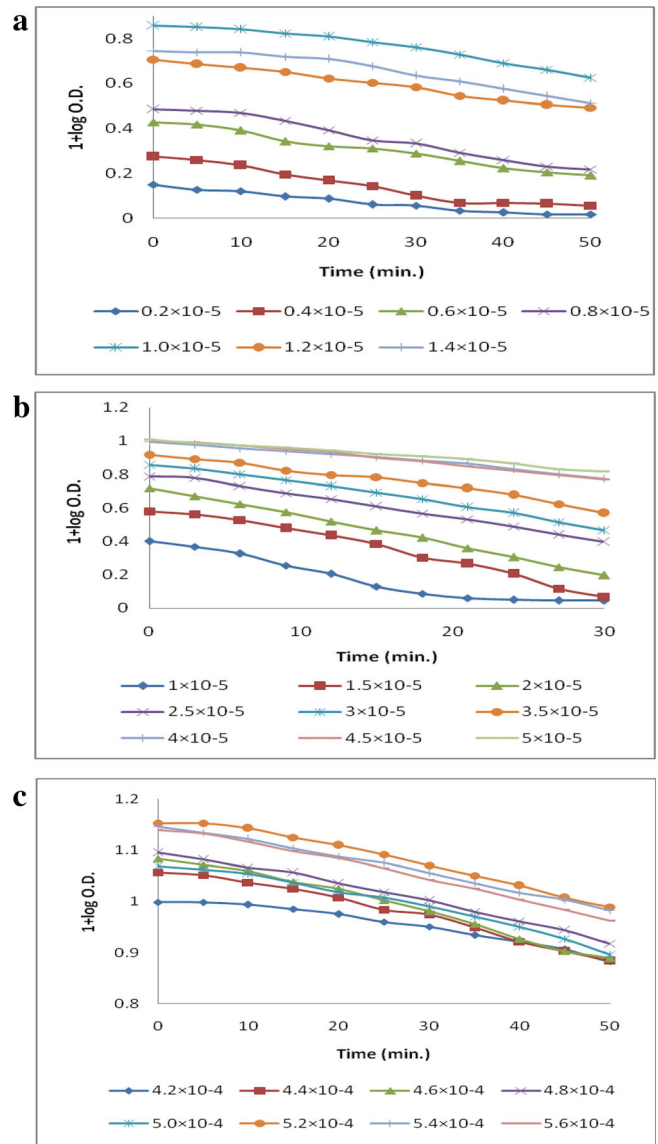 a
1+log O.D.
0.8
0.6
0.4
0.2
0
0 10 20 30 40 50
Time (min.)
0.2×10-5 0.4×10-5 0.6×10-5 0.8×10-5
1.0×10-5 1.2×10-5 1.4×10-5
b
1+log O.D.
1.2
1
0.8
0.6
0.4
0.2
0
0 10 20 30
Time (min.)
1×10-5 1.5×10-5 2×10-5
2.5×10-5 3×10-5 3.5×10-5
4×10-5 4.5×10-5 5×10-5
c
1+log O.D.
1.2
1.1
1
0.9
0.8
0 10 20 30 40 50
Time (min.)
4.2×10-4 4.4×10-4 4.6×10-4 4.8×10-4
5.0×10-4 5.2×10-4 5.4×10-4 5.6×10-4